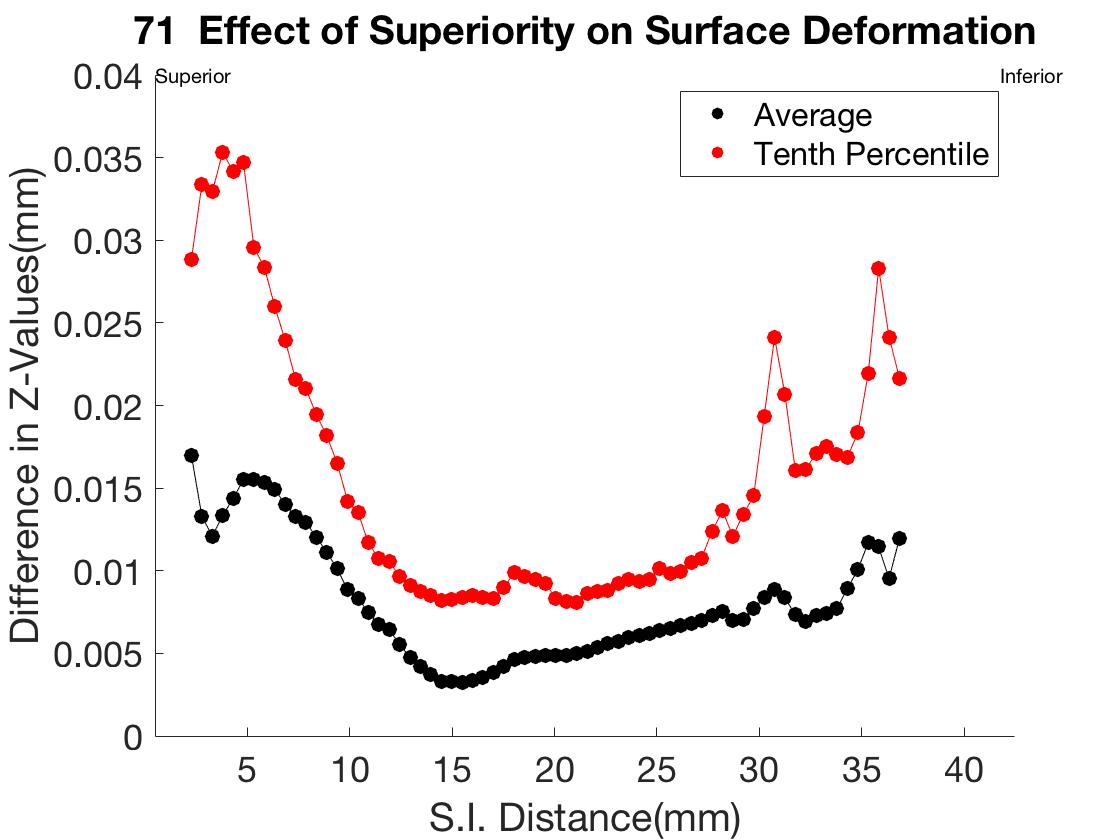 71  Effect of Superiority on Surface Deformation
Superior
Inferior
Average
Tenth Percentile
Difference in Z-Values(mm)
0.04
0.035
0.03
0.025
0.02
0.015
0.01
0.005
0
5 10 15 20 25 30 35 40
S.I. Distance(mm)